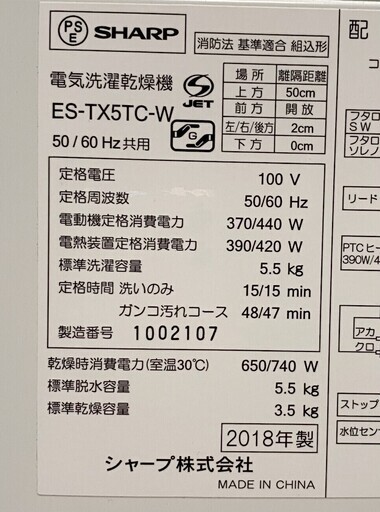 PSE SHARP
消防法 基準適合 組込形
電気洗濯乾燥機
ES-TX5TC-W
50/60Hz共用
S-JET
場所 離隔距離
上方 50cm
前方 開放
左/右/後方 2cm
下方 0cm
定格電圧 100 V
定格周波数 50/60 Hz
電動機定格消費電力 370/440 W
電熱装置定格消費電力 390/420 W
標準洗濯容量 5.5 kg
定格時間 洗いのみ 15/15 min
ガンコ汚れコース 48/47 min
製造番号 1002107
乾燥時消費電力(室温30℃) 650/740 W
標準脱水容量 5.5 kg
標準乾燥容量 3.5 kg
2018年製
シャープ株式会社
MADE IN CHINA
配
コ
フタロ
SW
フタロ
ソレノ
リード
PTCヒー
390W/4
アカ
クロ
ストップ
水位セン